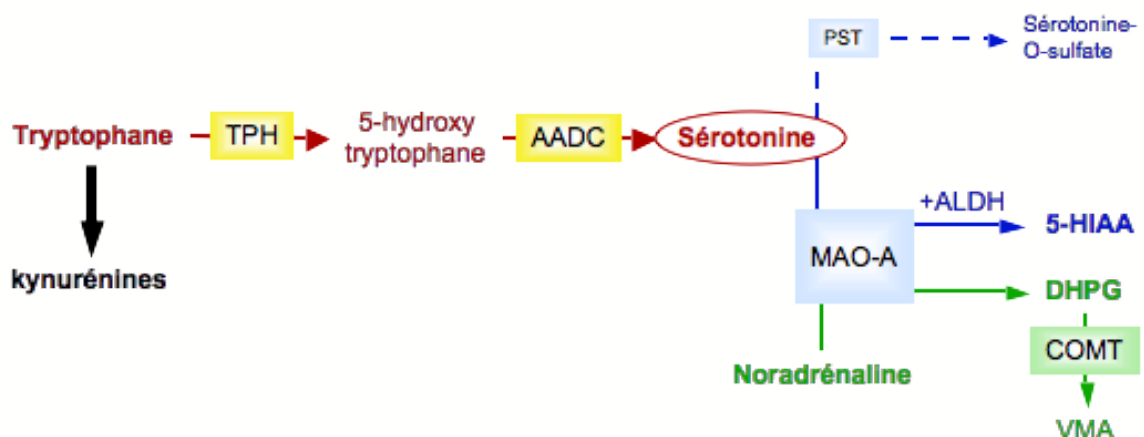 PST
Sérotonine-
O-sulfate
Tryptophane
TPH
5-hydroxy
tryptophane
AADC
Sérotonine
+ALDH
5-HIAA
MAO-A
kynurénines
DHPG
COMT
Noradrénaline
VMA